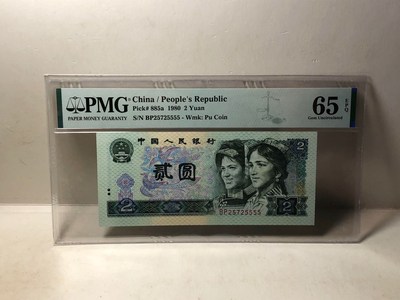 PMG
PAPER MONEY GUARANTY
China / People's Republic
Pick# 885a 1980 2 Yuan
S/N BP25725555 - Wmk: Pu Coin
65 EPQ
Gem Uncirculated
中国人民银行
2
贰圆
BP25725555
2
2